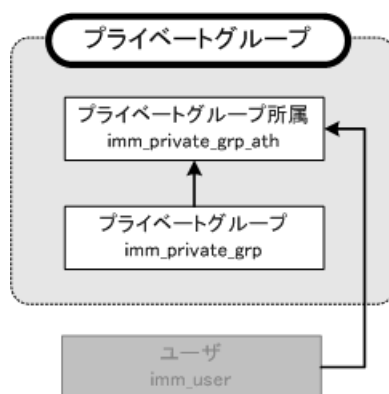 プライベートグループ
プライベートグループ所属
imm_private_grp_ath
プライベートグループ
imm_private_grp
ユーザ
imm_user